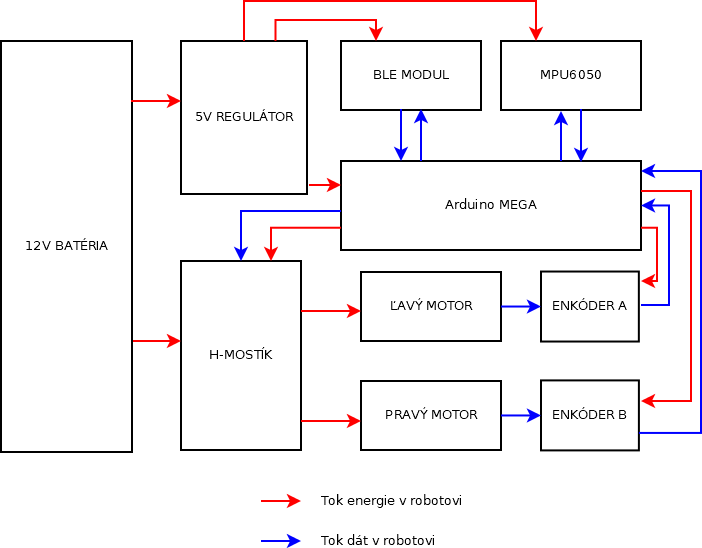 BLE MODUL
MPU6050
5V REGULÁTOR
Arduino MEGA
12V BATÉRIA
ĽAVÝ MOTOR
ENKÓDER A
H-MOSTÍK
PRAVÝ MOTOR
ENKÓDER B
Tok energie v robotovi
Tok dát v robotovi